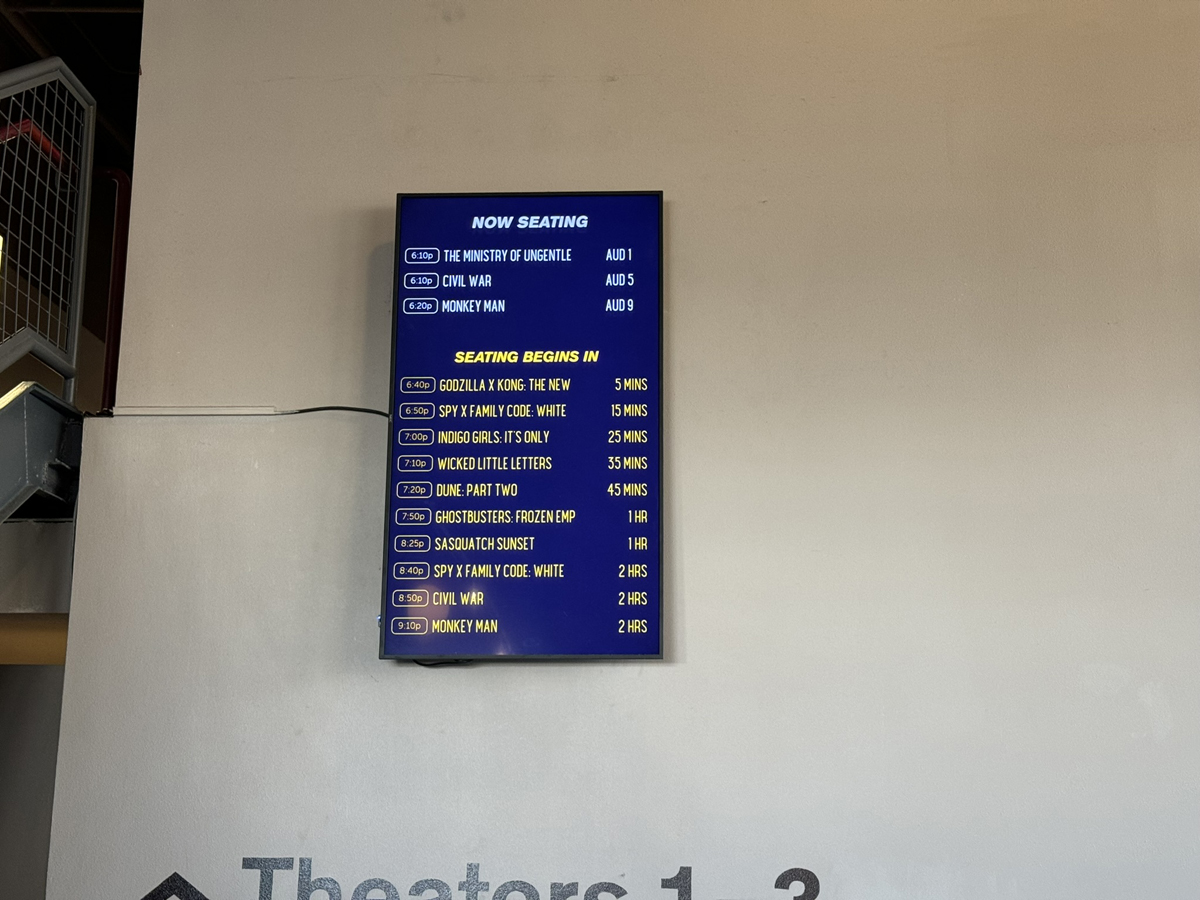 NOW SEATING
6:10p THE MINISTRY OF UNGENTLE AUD 1
6:10p CIVIL WAR AUD 5
6:20p MONKEY MAN AUD 9
SEATING BEGINS IN
6:40p GODZILLA X KONG: THE NEW 5 MINS
6:50p SPY X FAMILY CODE: WHITE 15 MINS
7:00p INDIGO GIRLS: IT'S ONLY 25 MINS
7:10p WICKED LITTLE LETTERS 35 MINS
7:20p DUNE: PART TWO 45 MINS
7:50p GHOSTBUSTERS: FROZEN EMP 1 HR
8:25p SASQUATCH SUNSET 1 HR
8:40p SPY X FAMILY CODE: WHITE 2 HRS
8:50p CIVIL WAR 2 HRS
9:10p MONKEY MAN 2 HRS
Theaters 1-3